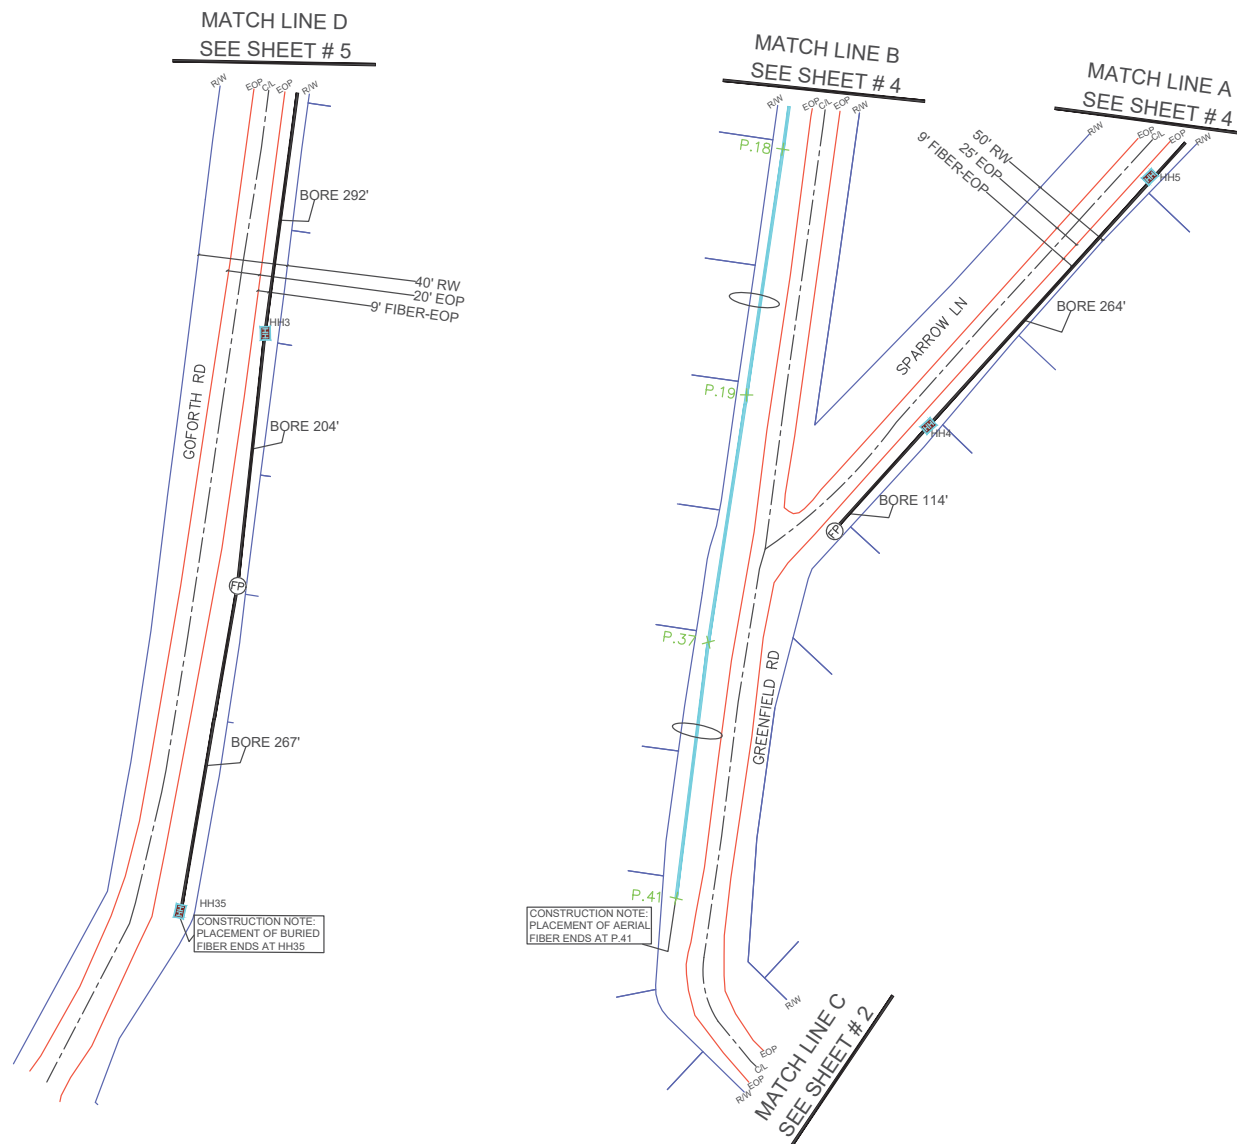 MATCH LINE D
SEE SHEET # 5
R/W
EOP
C/L
EOP
R/W
BORE 292'
40' RW
20' EOP
9' FIBER-EOP
HH
HH3
GOFORTH RD
BORE 204'
FP
BORE 267'
HH
HH35
CONSTRUCTION NOTE:
PLACEMENT OF BURIED
FIBER ENDS AT HH35
MATCH LINE B
SEE SHEET # 4
R/W
EOP
C/L
EOP
R/W
P.18
P.19
P.37
P.41
CONSTRUCTION NOTE:
PLACEMENT OF AERIAL
FIBER ENDS AT P.41
GREENFIELD RD
MATCH LINE A
SEE SHEET # 4
R/W
EOP
C/L
EOP
R/W
50' RW
25' EOP
9' FIBER-EOP
HH
HH5
SPARROW LN
BORE 264'
HH
HH4
BORE 114'
FP
R/W
EOP
C/L
EOP
R/W
MATCH LINE C
SEE SHEET # 2